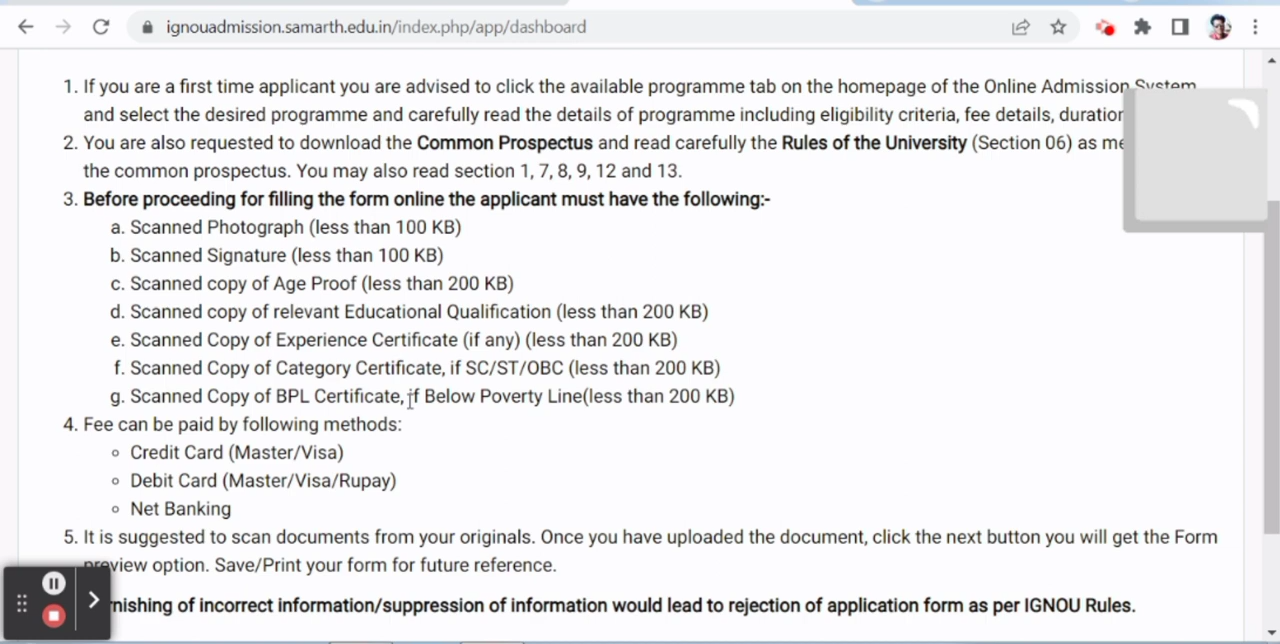 ignouadmission.samarth.edu.in/index.php/app/dashboard
1. If you are a first time applicant you are advised to click the available programme tab on the homepage of the Online Admission System
and select the desired programme and carefully read the details of programme including eligibility criteria, fee details, duration
2. You are also requested to download the Common Prospectus and read carefully the Rules of the University (Section 06) as
the common prospectus. You may also read section 1, 7, 8, 9, 12 and 13.
3. Before proceeding for filling the form online the applicant must have the following:-
a. Scanned Photograph (less than 100 KB)
b. Scanned Signature (less than 100 KB)
c. Scanned copy of Age Proof (less than 200 KB)
d. Scanned copy of relevant Educational Qualification (less than 200 KB)
e. Scanned Copy of Experience Certificate (if any) (less than 200 KB)
f. Scanned Copy of Category Certificate, if SC/ST/OBC (less than 200 KB)
g. Scanned Copy of BPL Certificate, if Below Poverty Line(less than 200 KB)
4. Fee can be paid by following methods:
Credit Card (Master/Visa)
Debit Card (Master/Visa/Rupay)
Net Banking
5. It is suggested to scan documents from your originals. Once you have uploaded the document, click the next button you will get the Form
preview option. Save/Print your form for future reference.
nishing of incorrect information/suppression of information would lead to rejection of application form as per IGNOU Rules.